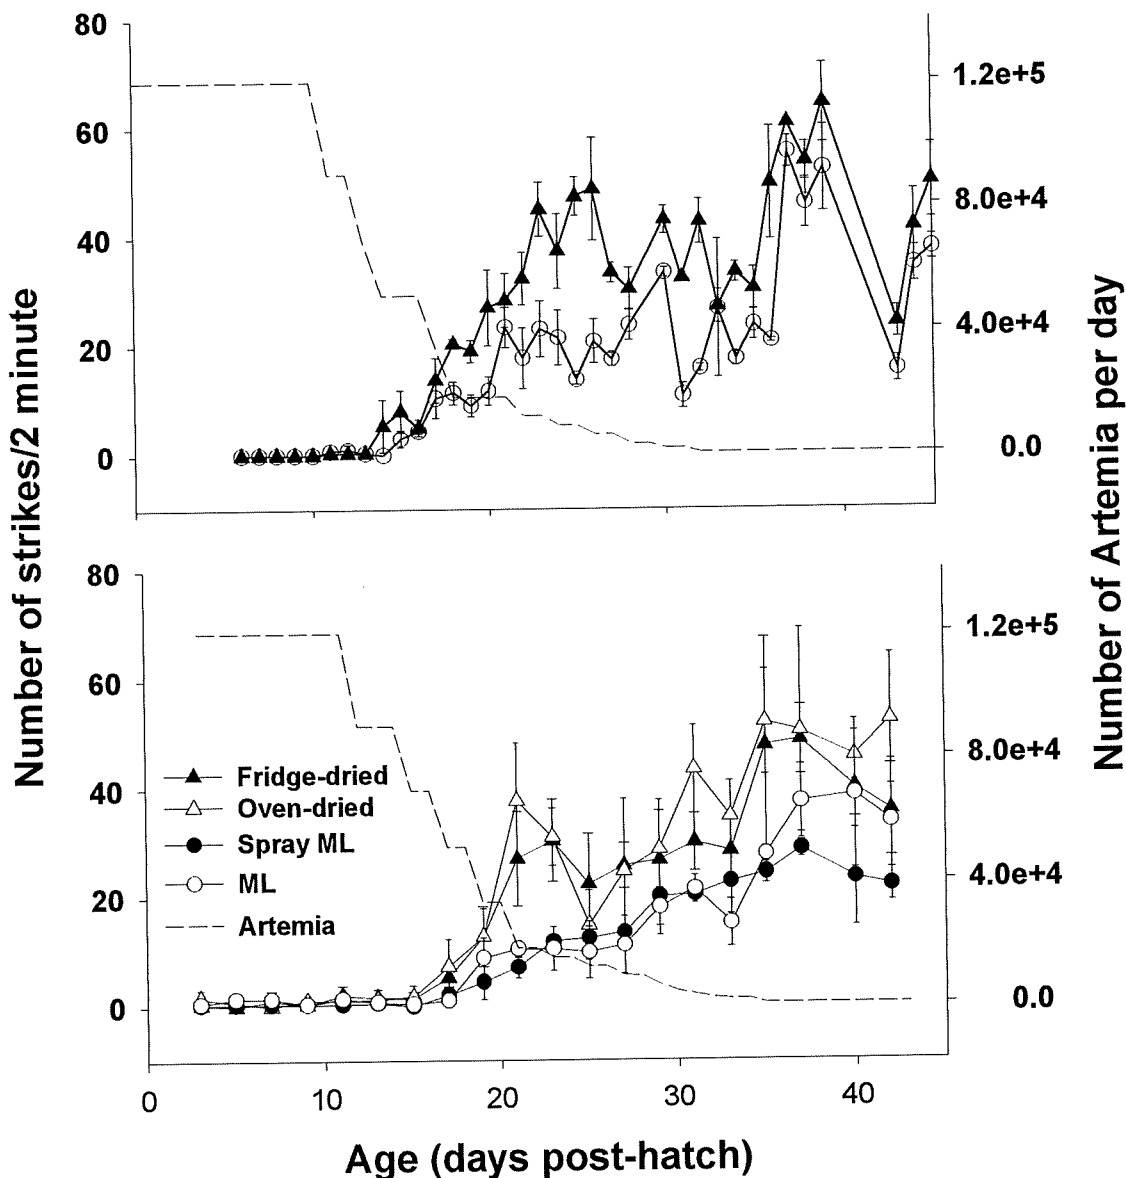 80
60
40
20
0
1.2e+5
8.0e+4
4.0e+4
0.0
Number of strikes/2 minute
Number of Artemia per day
80
60
40
20
0
1.2e+5
8.0e+4
4.0e+4
0.0
Fridge-dried
Oven-dried
Spray ML
ML
Artemia
0 10 20 30 40
Age (days post-hatch)